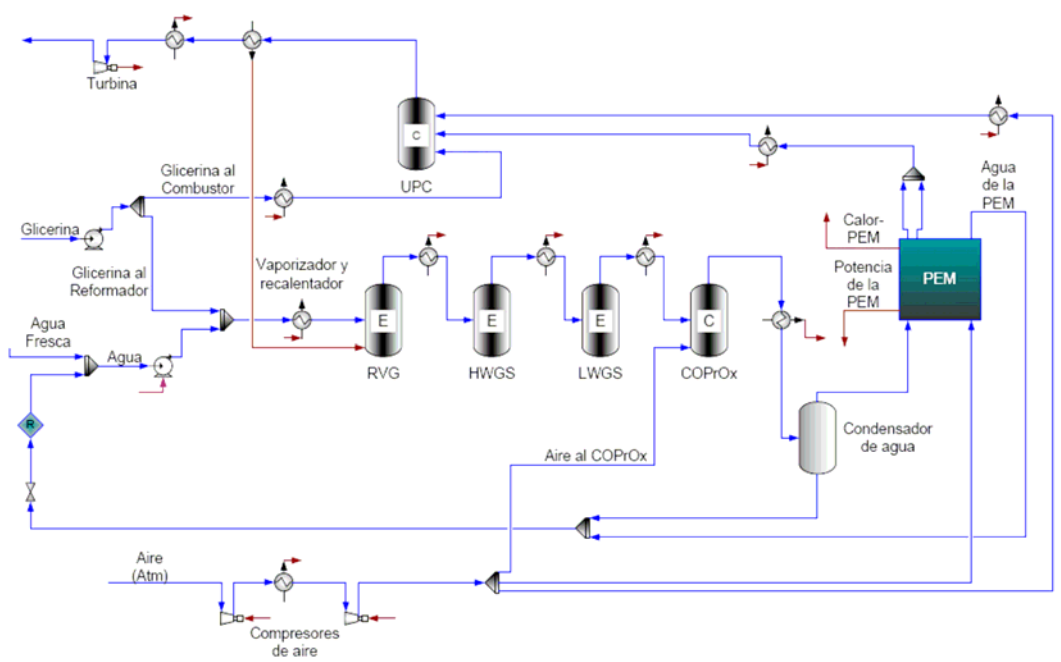 Turbina
C
UPC
Glicerina al
Combustor
Glicerina
Glicerina al
Reformador
Agua
Fresca
Agua
R
Vaporizador y
recalentador
E
RVG
E
HWGS
E
LWGS
C
COPrOx
Agua
de la
PEM
Calor-
PEM
Potencia
de la
PEM
PEM
Condensador
de agua
Aire al COPrOx
Aire
(Atm)
Compresores
de aire